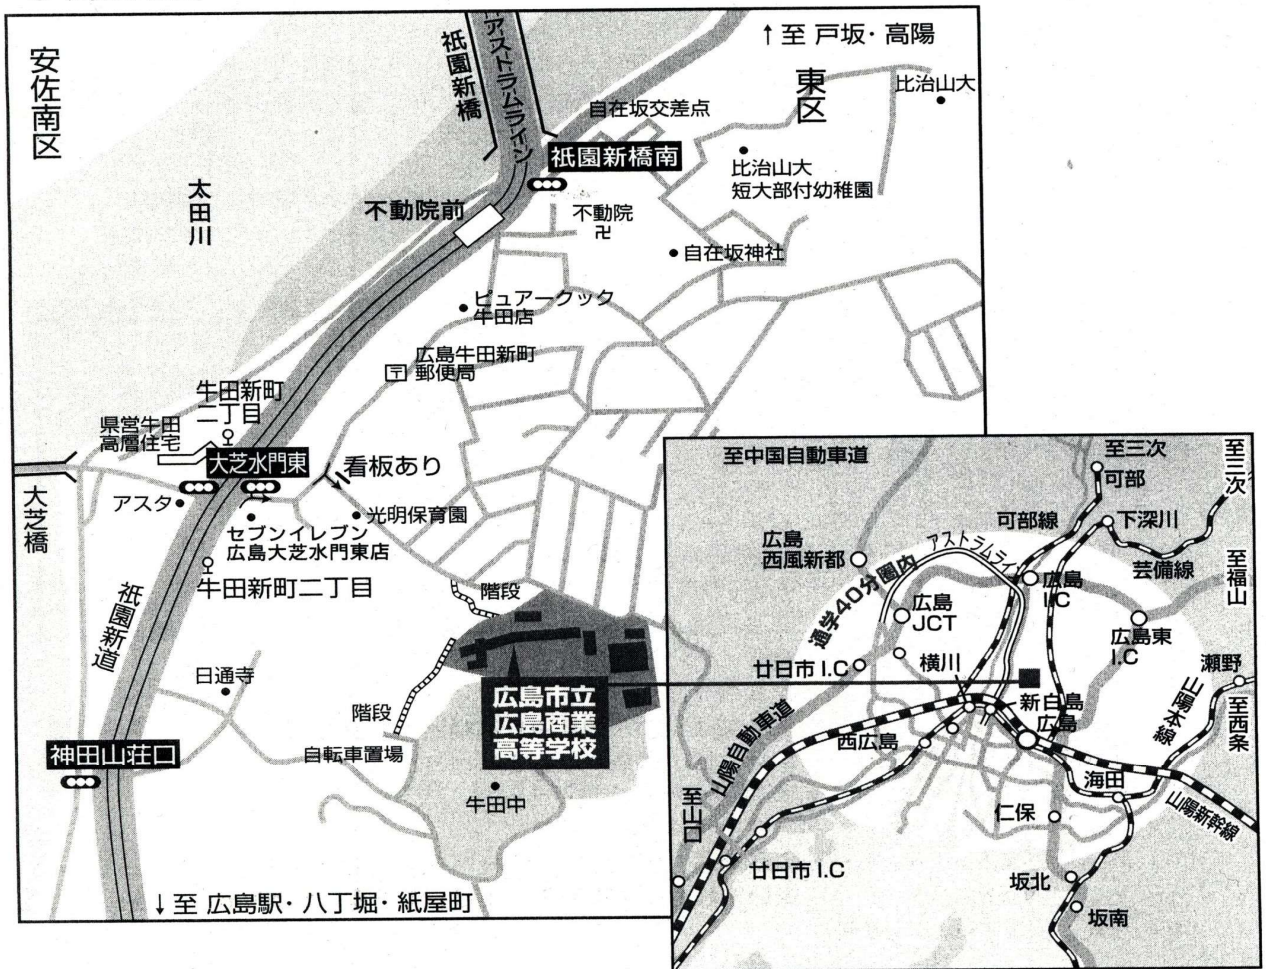 ↑至 戸坂・高陽
安佐南区
祇園新橋
アストラムライン
東区
比治山大
自在坂交差点
祇園新橋南
比治山大
短大部付幼稚園
太田川
不動院前
不動院
卍
自在坂神社
ピュアークック
牛田店
広島牛田新町
郵便局
〒
牛田新町
二丁目
県営牛田
高層住宅
大芝水門東
看板あり
大芝橋
アスタ
光明保育園
セブンイレブン
広島大芝水門東店
牛田新町二丁目
階段
祇園新道
日通寺
階段
広島市立
広島商業
高等学校
神田山荘口
自転車置場
牛田中
↓至 広島駅・八丁堀・紙屋町
至中国自動車道
至三次
可部
至三次
可部線
下深川
広島
西風新都
アストラムライン
芸備線
至福山
通学40分圏内
広島
I.C
広島
JCT
広島東
I.C
廿日市 I.C
横川
瀬野
新白島
広島
山陽本線
至西条
山陽自動車道
西広島
海田
山陽新幹線
至山口
仁保
廿日市 I.C
坂北
坂南